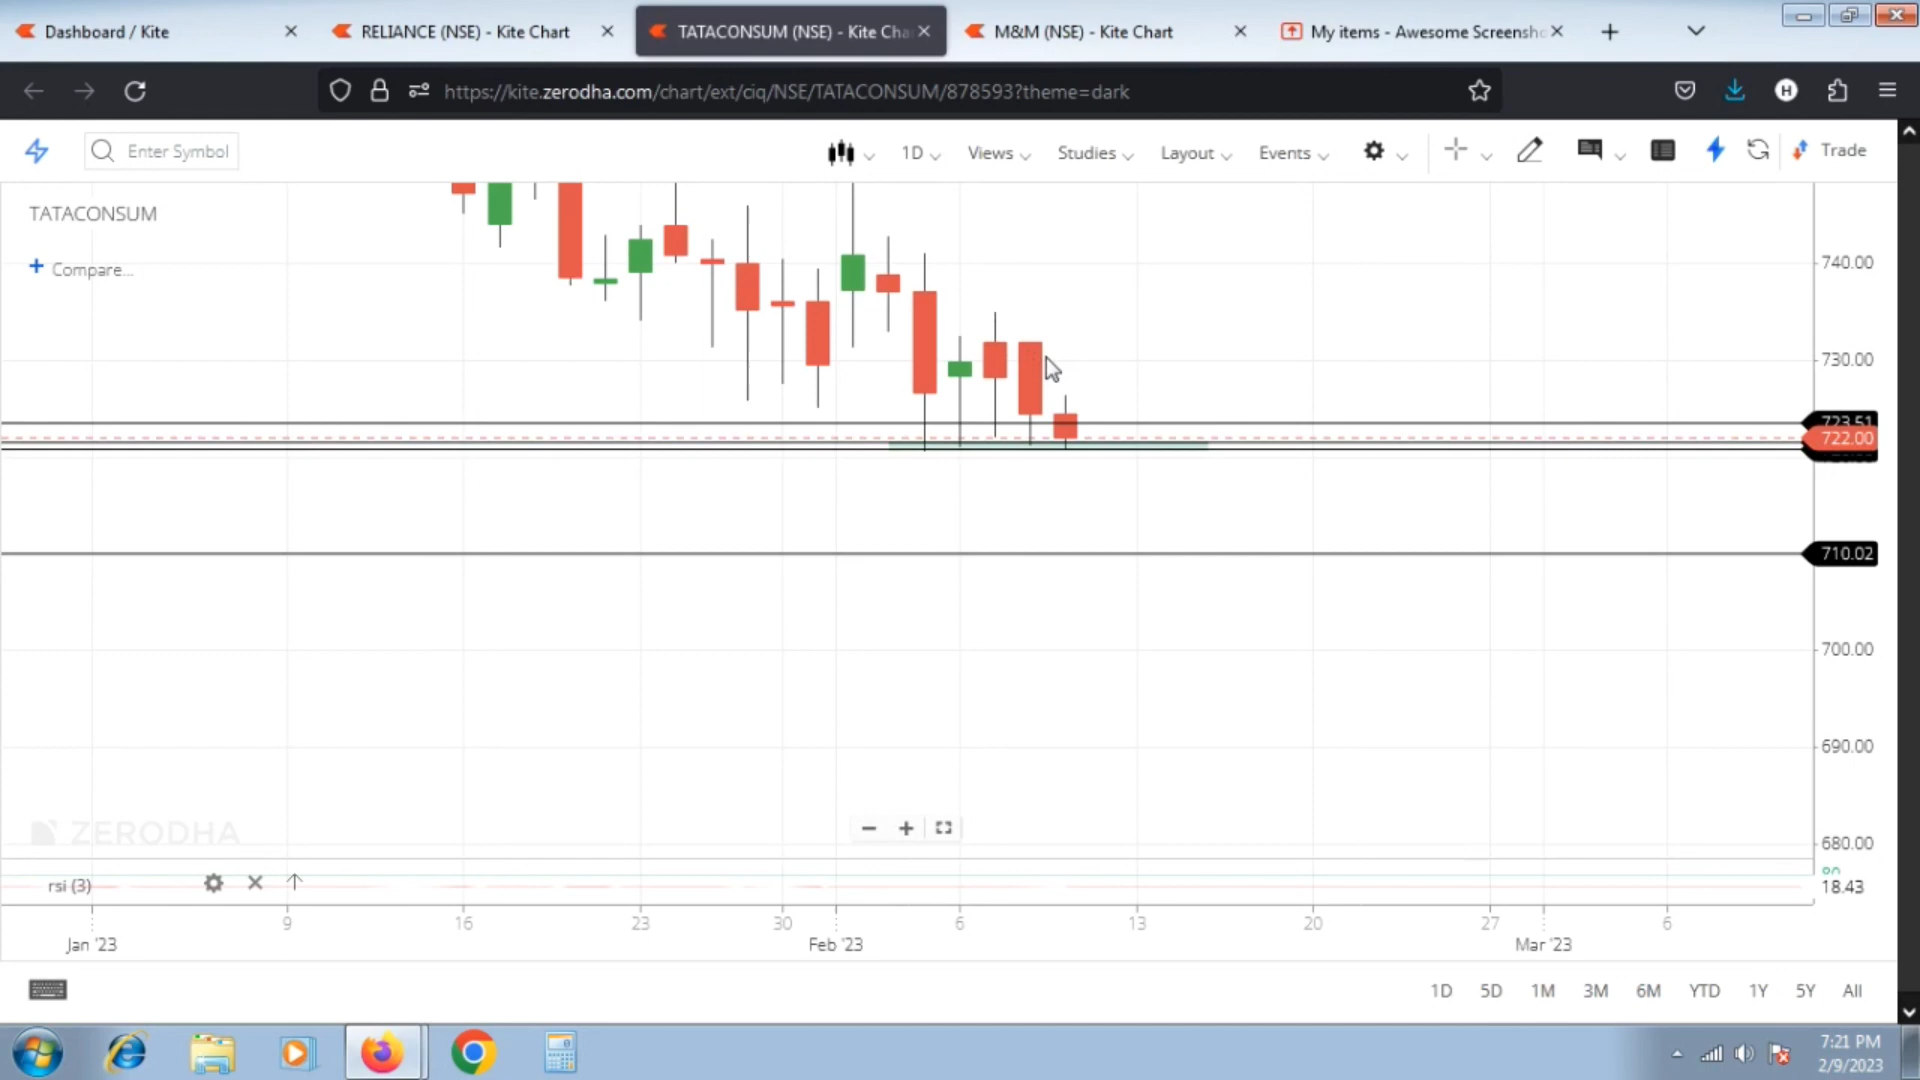 Dashboard / Kite
RELIANCE (NSE) - Kite Chart
TATACONSUM (NSE) - Kite Cha
M&M (NSE) - Kite Chart
My items - Awesome Screensho
https://kite.zerodha.com/chart/ext/ciq/NSE/TATACONSUM/878593?theme=dark
H
Enter Symbol
1D
Views
Studies
Layout
Events
Trade
TATACONSUM
+ Compare...
740.00
730.00
723.51
722.00
710.02
700.00
690.00
680.00
ZERODHA
rsi (3)
80
18.43
9
16
23
30
6
13
20
27
6
Jan '23
Feb '23
Mar '23
1D
5D
1M
3M
6M
YTD
1Y
5Y
All
7:21 PM
2/9/2023